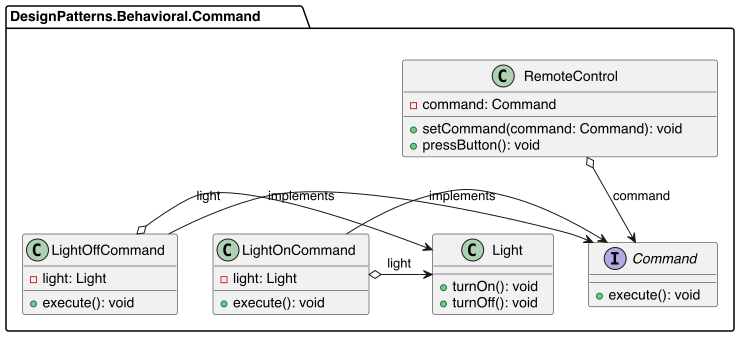 DesignPatterns.Behavioral.Command
C RemoteControl
command: Command
setCommand(command: Command): void
pressButton(): void
light
implements
implements
command
C LightOffCommand
light: Light
execute(): void
C LightOnCommand
light: Light
execute(): void
light
C Light
turnOn(): void
turnOff(): void
I Command
execute(): void